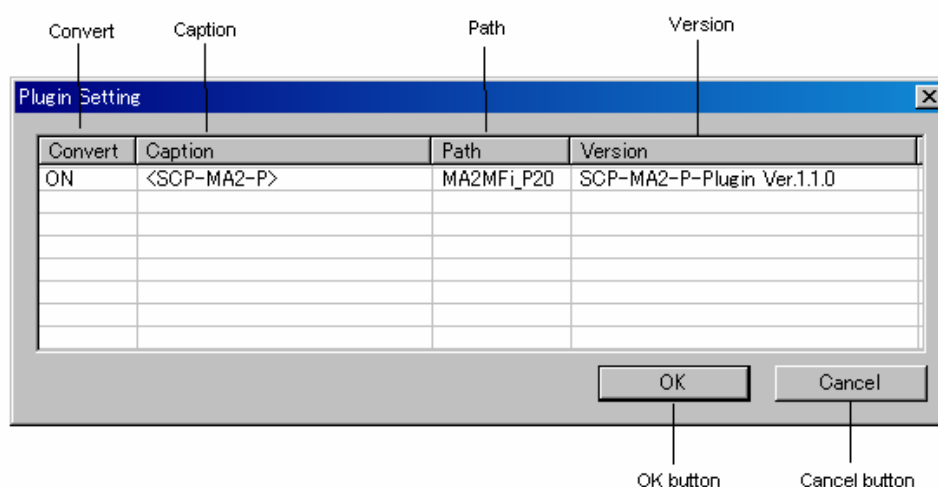 Convert Caption Path Version
Plugin Setting
Convert Caption Path Version
ON <SCP-MA2-P> MA2MFi_P20 SCP-MA2-P-Plugin Ver.1.1.0
OK Cancel
OK button Cancel button